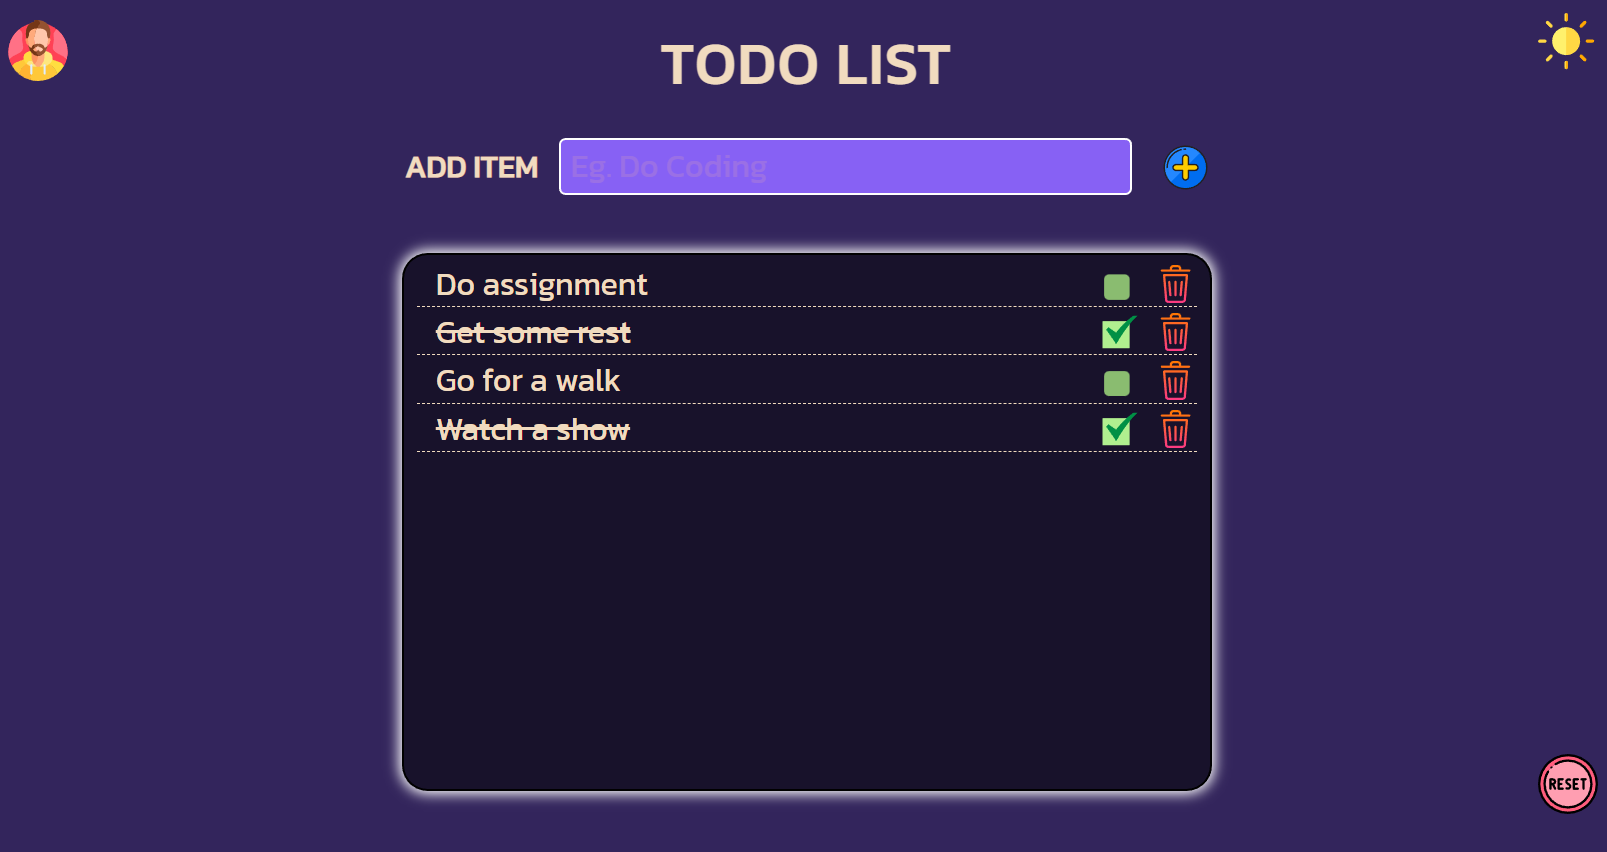 TODO LIST
ADD ITEM
Eg. Do Coding
Do assignment
Get some rest
Go for a walk
Watch a show
RESET